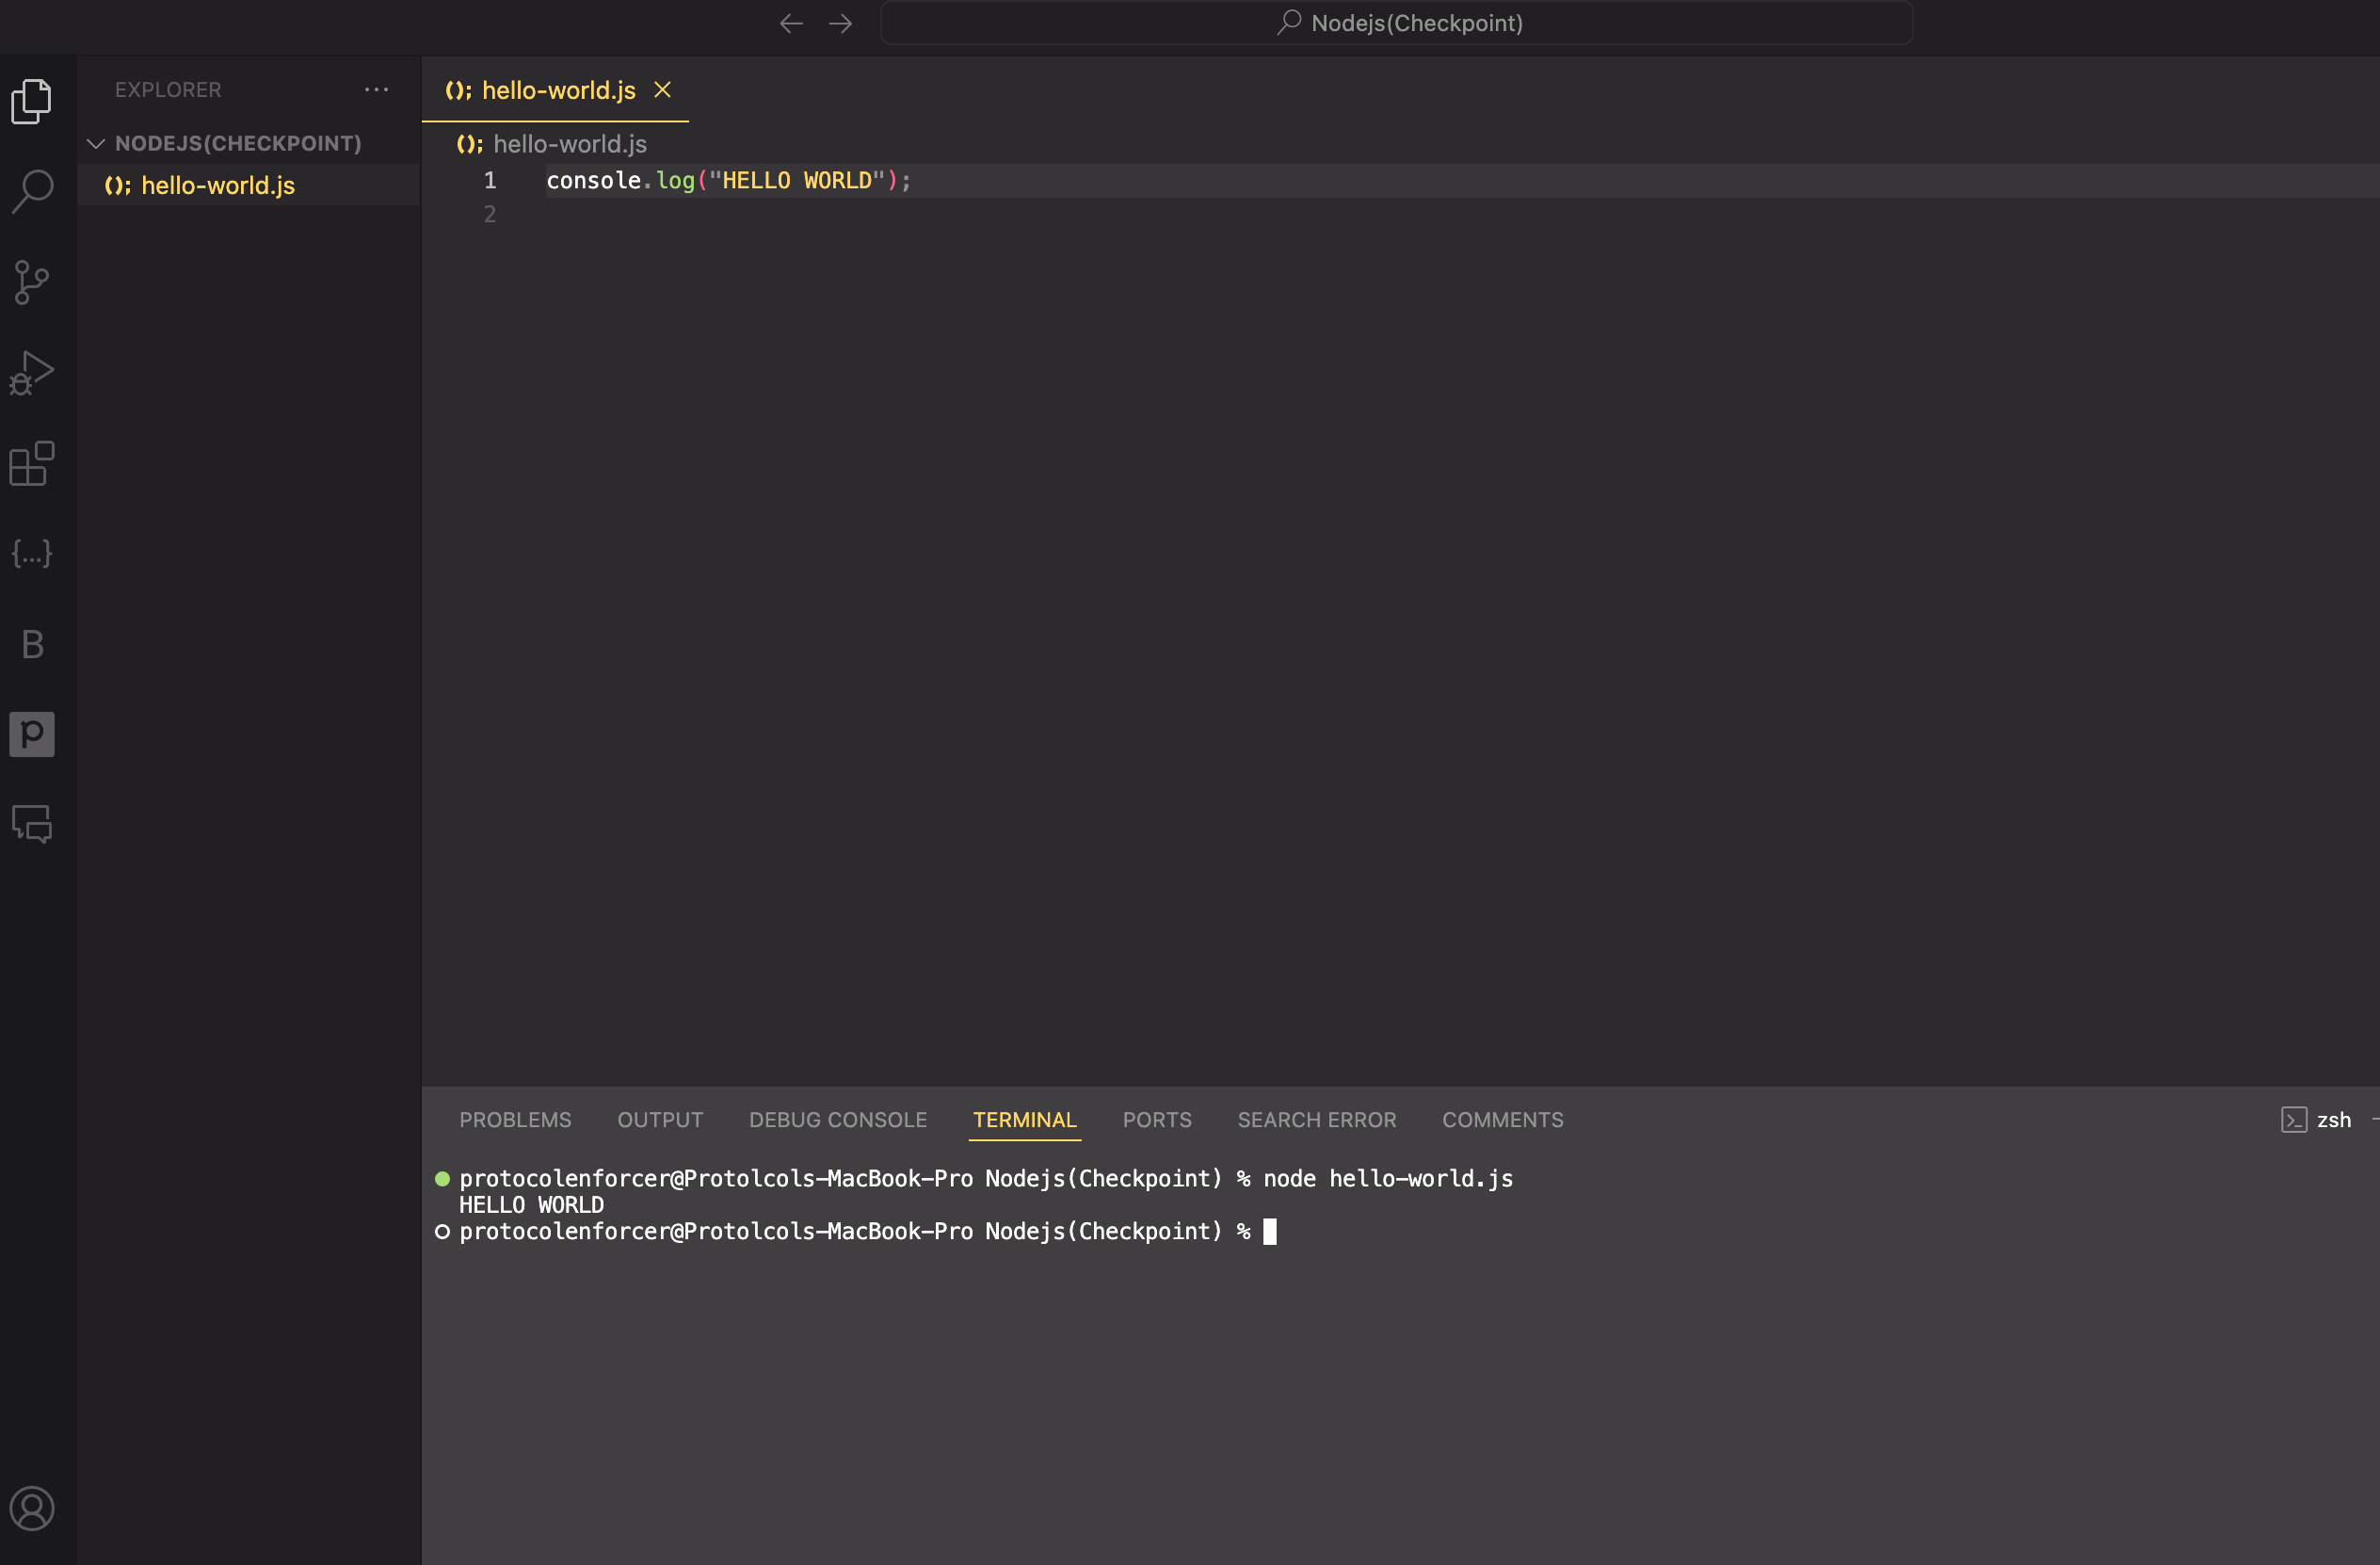 Nodejs(Checkpoint)
EXPLORER
NODEJS(CHECKPOINT)
hello-world.js
hello-world.js
hello-world.js
1 console.log("HELLO WORLD");
2
{...}
B
p
PROBLEMS OUTPUT DEBUG CONSOLE TERMINAL PORTS SEARCH ERROR COMMENTS zsh
protocolenforcer@Protolcols-MacBook-Pro Nodejs(Checkpoint) % node hello-world.js
HELLO WORLD
protocolenforcer@Protolcols-MacBook-Pro Nodejs(Checkpoint) %